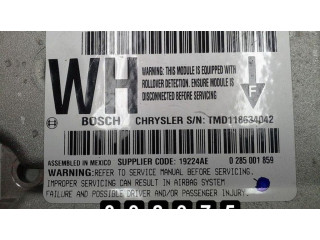 WH
WARNING: THIS MODULE IS EQUIPPED WITH
ROLLOVER DETECTION. ENSURE MODULE IS
DISCONNECTED BEFORE SERVICING
F
BOSCH CHRYSLER S/N: TMD116634042
ASSEMBLED IN MEXICO SUPPLIER CODE: 19224AE 0 285 001 859
WARNING: REFER TO SERVICE MANUAL BEFORE SERVICING.
IMPROPER SERVICING CAN RESULT IN AIRBAG SYSTEM
FAILURE AND POSSIBLE DRIVER AND/OR PASSENGER INJURY.